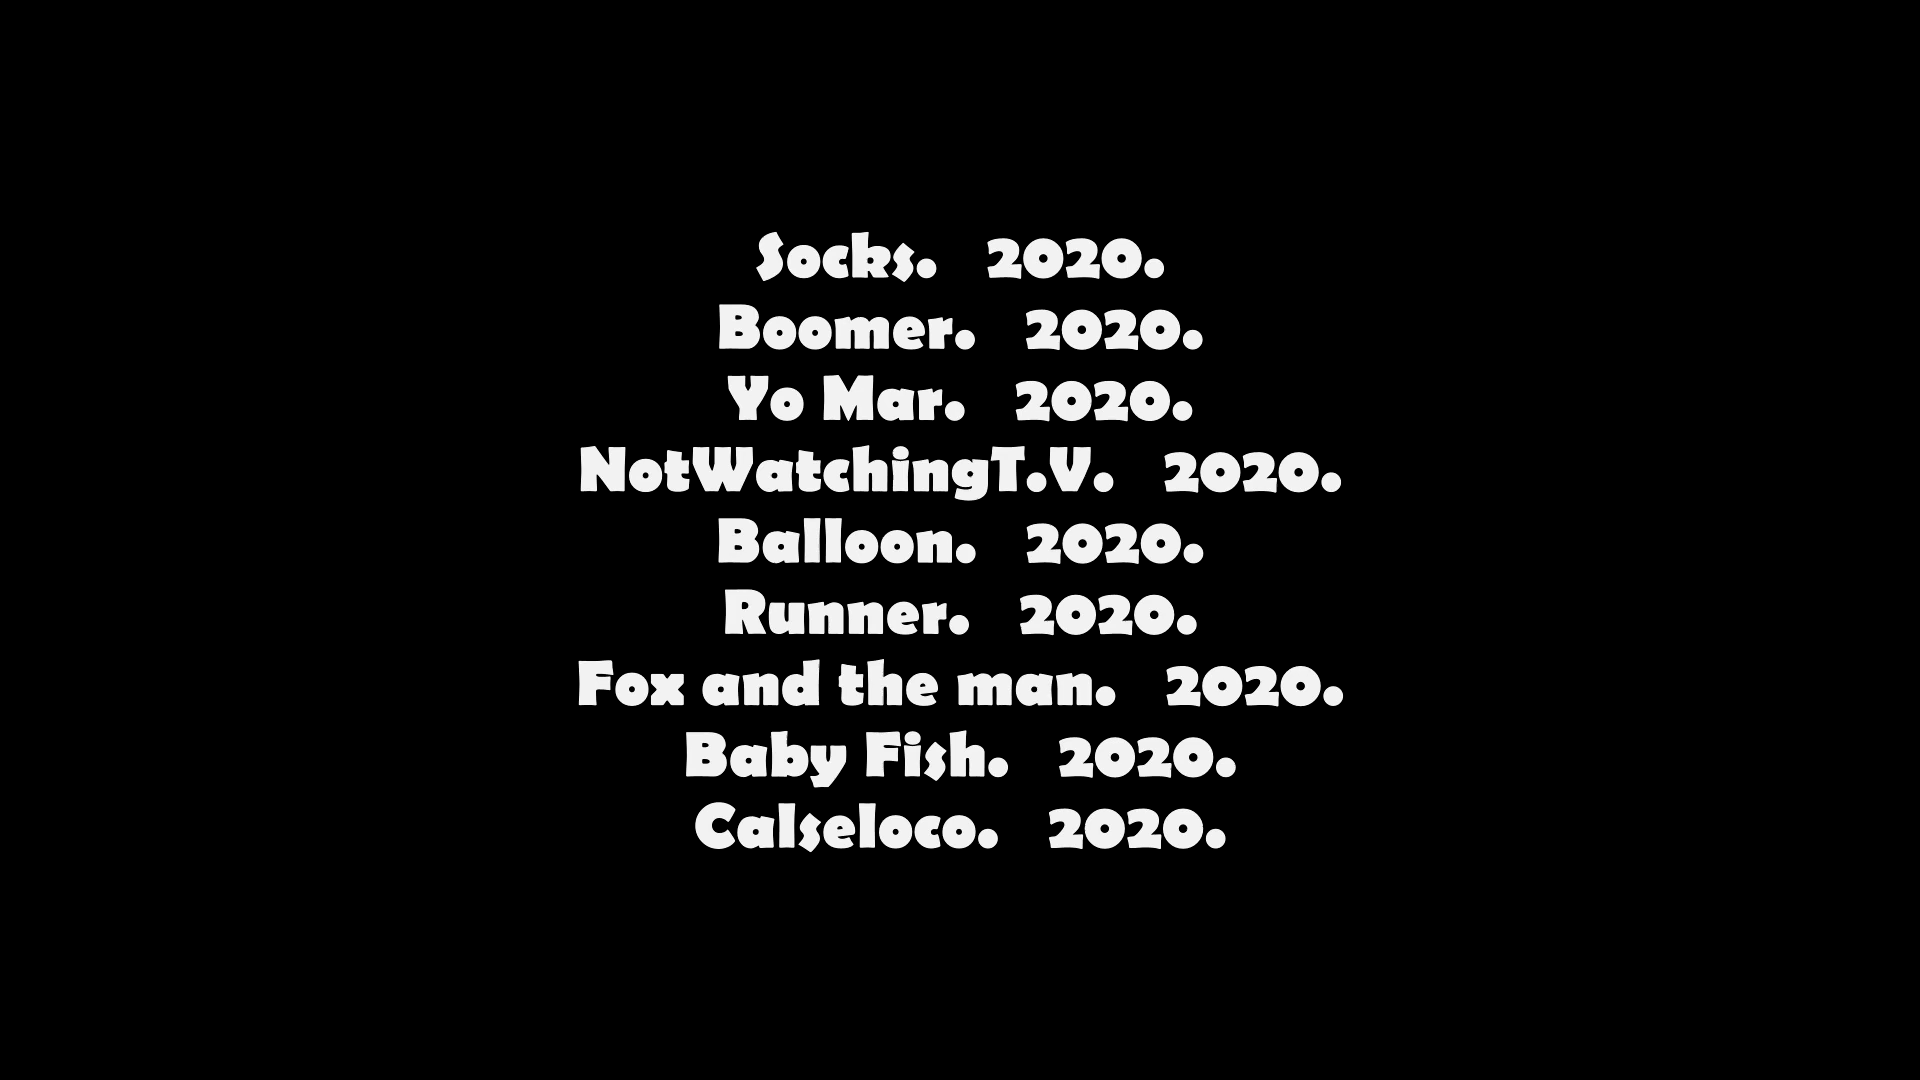 Socks.   2020.
Boomer.   2020.
Yo Mar.   2020.
NotWatchingT.V.   2020.
Balloon.   2020.
Runner.   2020.
Fox and the man.   2020.
Baby Fish.   2020.
Calseloco.   2020.